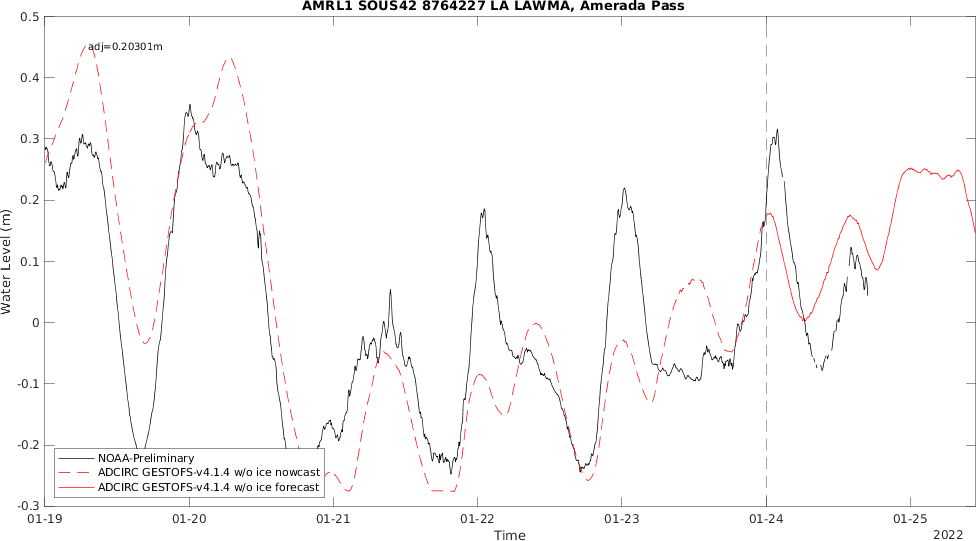 AMRL1 SOUS42 8764227 LA LAWMA, Amerada Pass
adj=0.20301m
0.5
0.4
0.3
0.2
0.1
0
-0.1
-0.2
-0.3
Water Level (m)
NOAA-Preliminary
ADCIRC GESTOFS-v4.1.4 w/o ice nowcast
ADCIRC GESTOFS-v4.1.4 w/o ice forecast
01-19 01-20 01-21 01-22 01-23 01-24 01-25
Time
2022